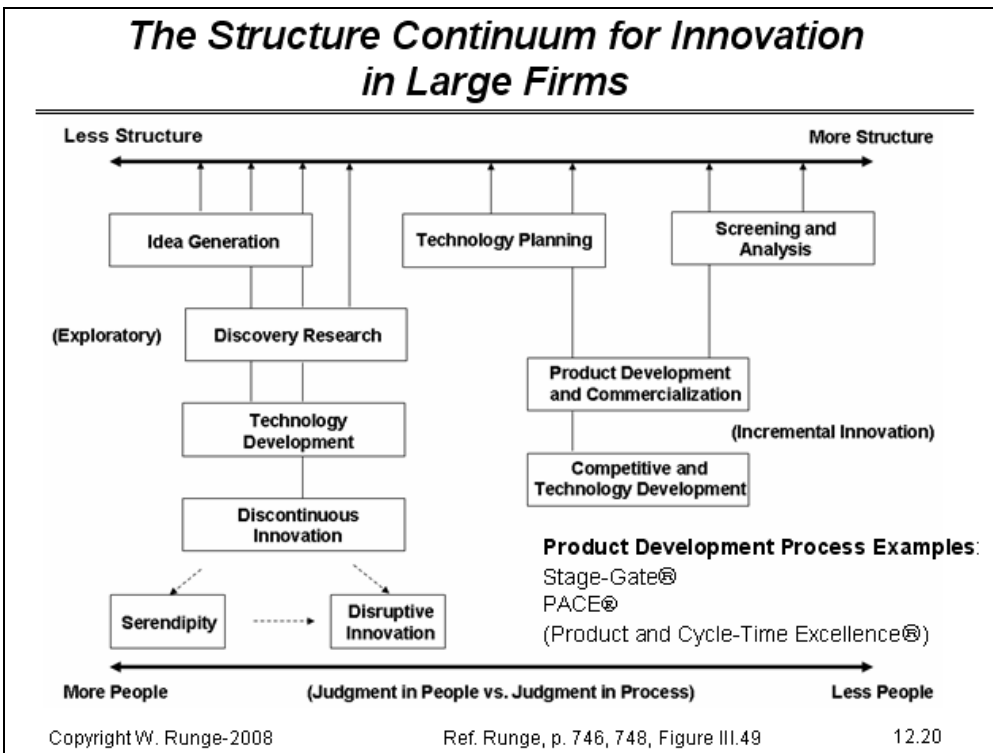 The Structure Continuum for Innovation
in Large Firms
Less Structure
More Structure
Idea Generation
Technology Planning
Screening and
Analysis
(Exploratory)
Discovery Research
Product Development
and Commercialization
Technology
Development
(Incremental Innovation)
Competitive and
Technology Development
Discontinuous
Innovation
Product Development Process Examples:
Stage-Gate®
PACE®
(Product and Cycle-Time Excellence®)
Serendipity
Disruptive
Innovation
More People
(Judgment in People vs. Judgment in Process)
Less People
Copyright W. Runge-2008
Ref. Runge, p. 746, 748, Figure III.49
12.20